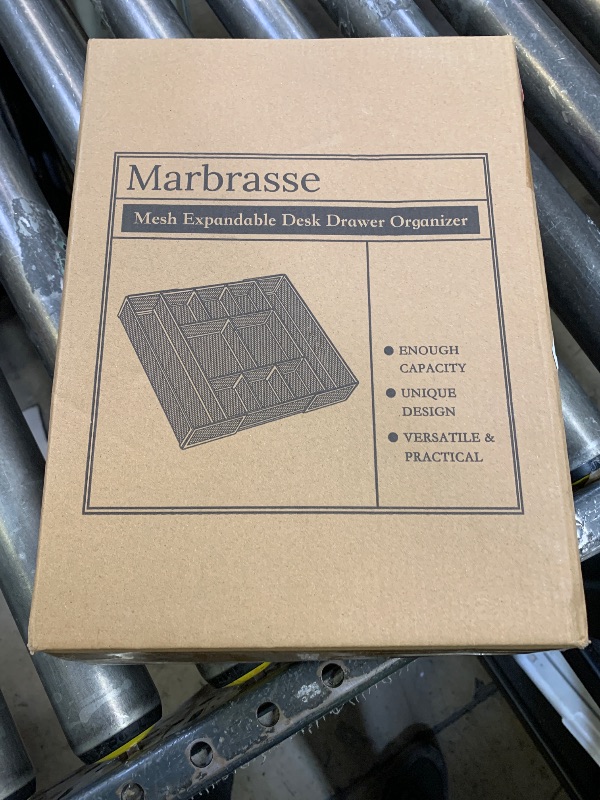 Marbrasse
Mesh Expandable Desk Drawer Organizer
● ENOUGH
CAPACITY
● UNIQUE
DESIGN
● VERSATILE &
PRACTICAL